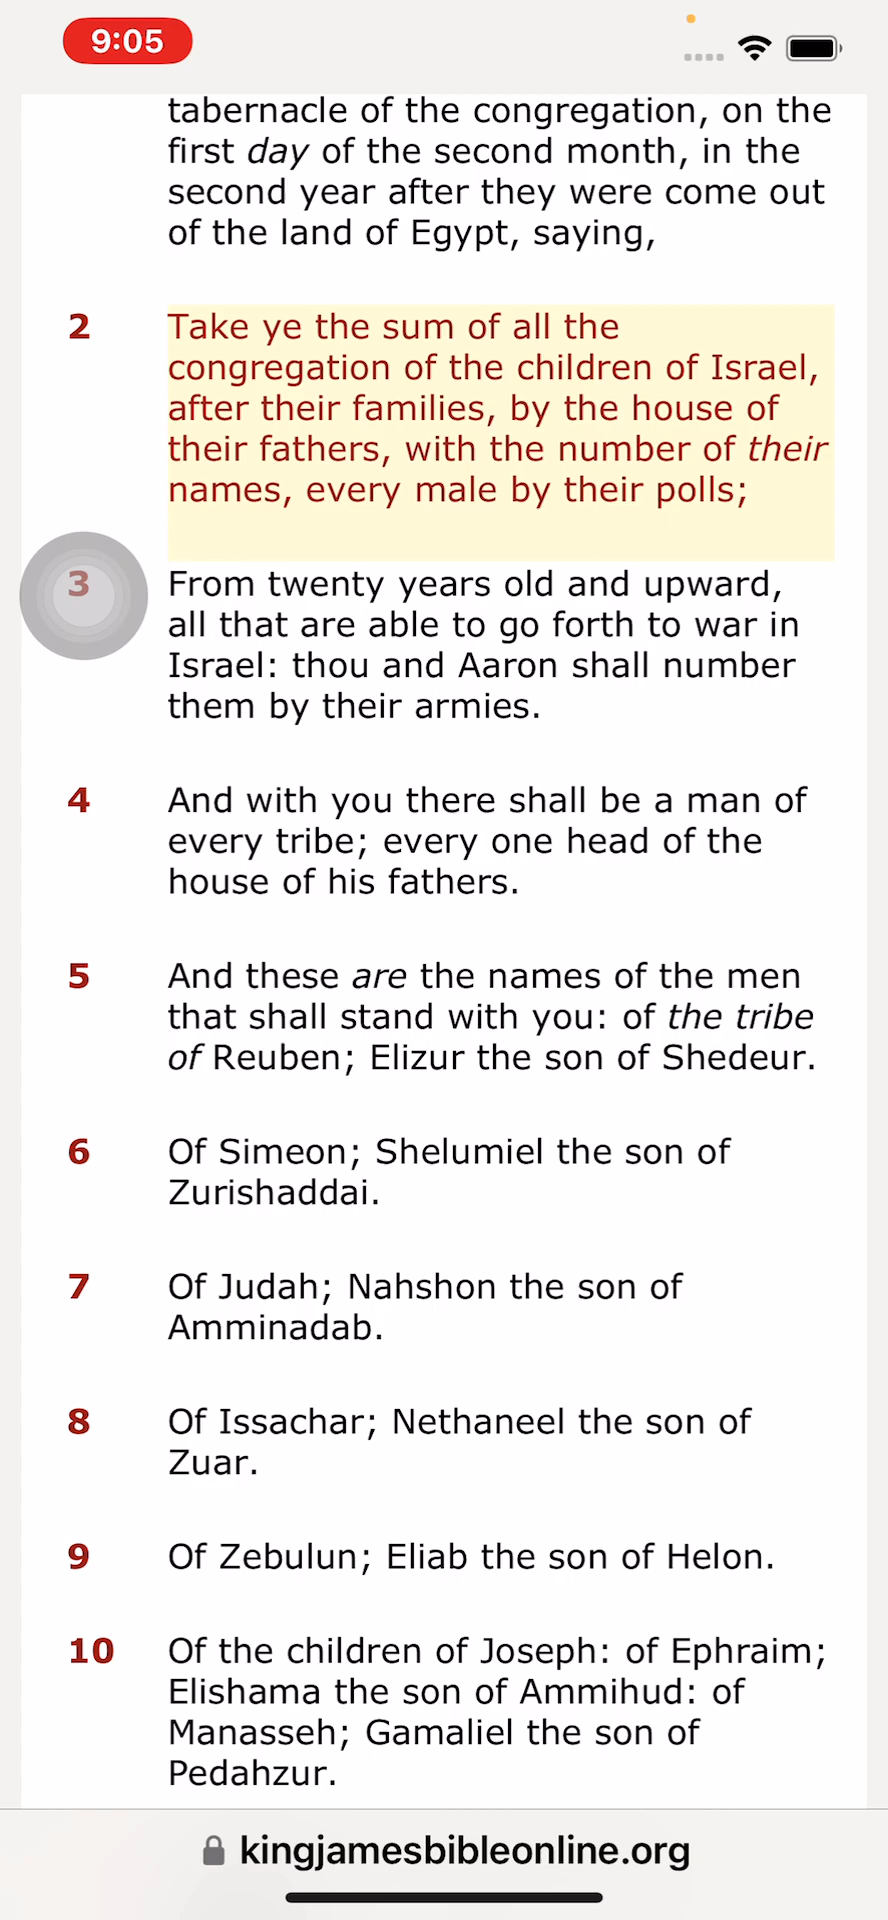 9:05
tabernacle of the congregation, on the
first day of the second month, in the
second year after they were come out
of the land of Egypt, saying,
2 Take ye the sum of all the
congregation of the children of Israel,
after their families, by the house of
their fathers, with the number of their
names, every male by their polls;
3 From twenty years old and upward,
all that are able to go forth to war in
Israel: thou and Aaron shall number
them by their armies.
4 And with you there shall be a man of
every tribe; every one head of the
house of his fathers.
5 And these are the names of the men
that shall stand with you: of the tribe
of Reuben; Elizur the son of Shedeur.
6 Of Simeon; Shelumiel the son of
Zurishaddai.
7 Of Judah; Nahshon the son of
Amminadab.
8 Of Issachar; Nethaneel the son of
Zuar.
9 Of Zebulun; Eliab the son of Helon.
10 Of the children of Joseph: of Ephraim;
Elishama the son of Ammihud: of
Manasseh; Gamaliel the son of
Pedahzur.
kingjamesbibleonline.org